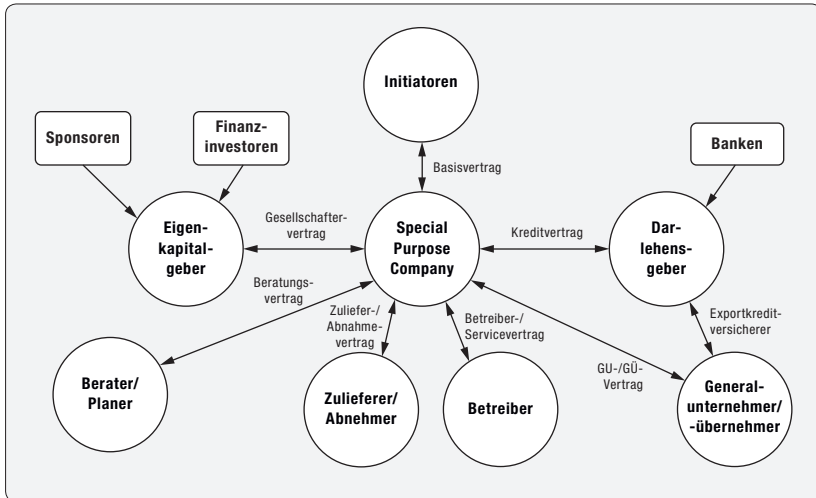 Initiatoren
Sponsoren
Finanz-
investoren
Banken
Basisvertrag
Eigen-
kapital-
geber
Gesellschafter-
vertrag
Special
Purpose
Company
Kreditvertrag
Dar-
lehens-
geber
Beratungs-
vertrag
Zuliefer-/
Abnahme-
vertrag
Betreiber-/
Servicevertrag
GU-/GÜ-
Vertrag
Exportkredit-
versicherer
Berater/
Planer
Zulieferer/
Abnehmer
Betreiber
General-
unternehmer/
-übernehmer